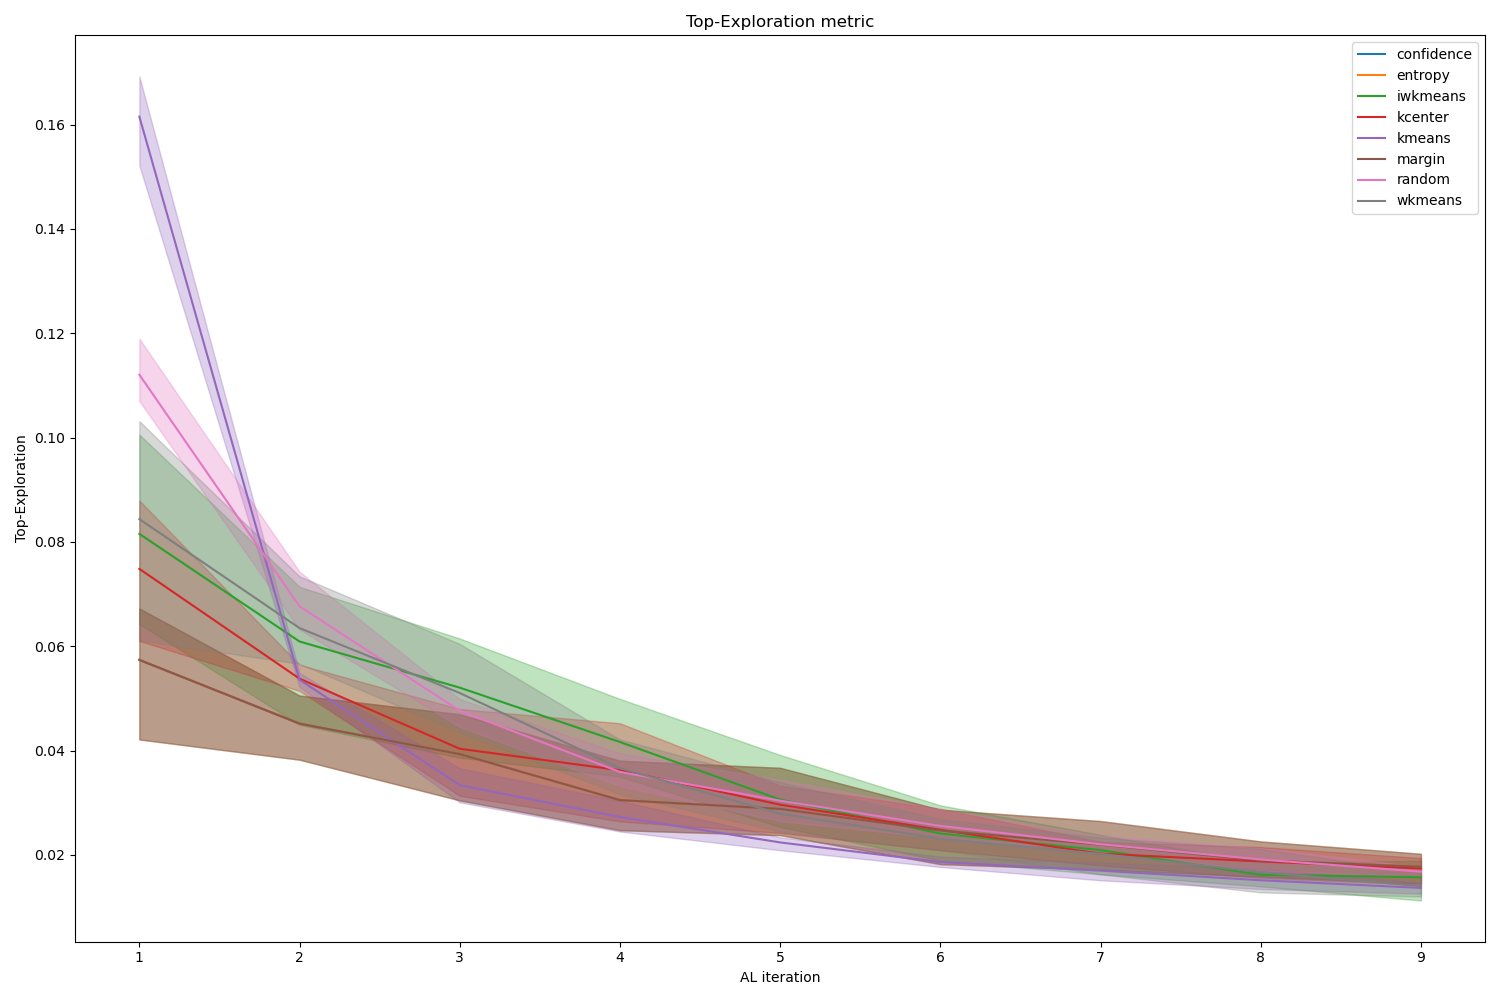 Top-Exploration metric
confidence
entropy
iwkmeans
kcenter
kmeans
margin
random
wkmeans
Top-Exploration
0.16
0.14
0.12
0.10
0.08
0.06
0.04
0.02
1 2 3 4 5 6 7 8 9
AL iteration